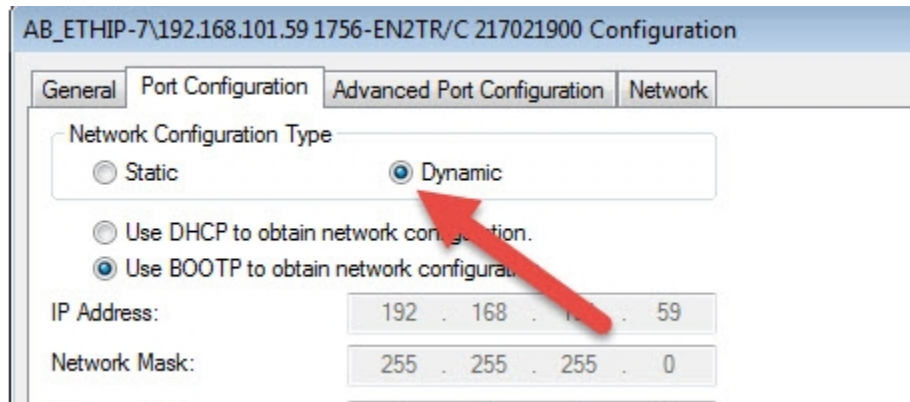 AB_ETHIP-7\192.168.101.59 1756-EN2TR/C 217021900 Configuration
General Port Configuration Advanced Port Configuration Network
Network Configuration Type
Static Dynamic
Use DHCP to obtain network configuration.
Use BOOTP to obtain network
IP Address: 192 . 168 . . 59
Network Mask: 255 . 255 . 255 . 0